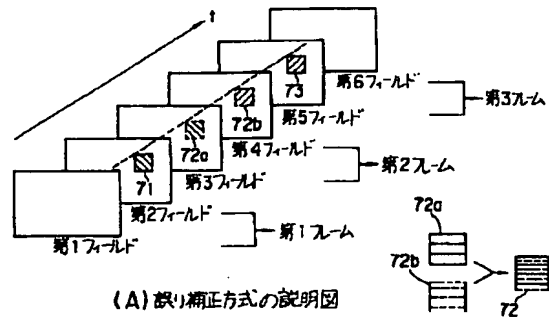 t
73
第6フィールド
第3フレーム
72b
第5フィールド
72a
第4フィールド
第2フレーム
71
第3フィールド
第2フィールド
第1フレーム
第1フィールド
72a
72b
72
(A) 誤り補正方式の説明図